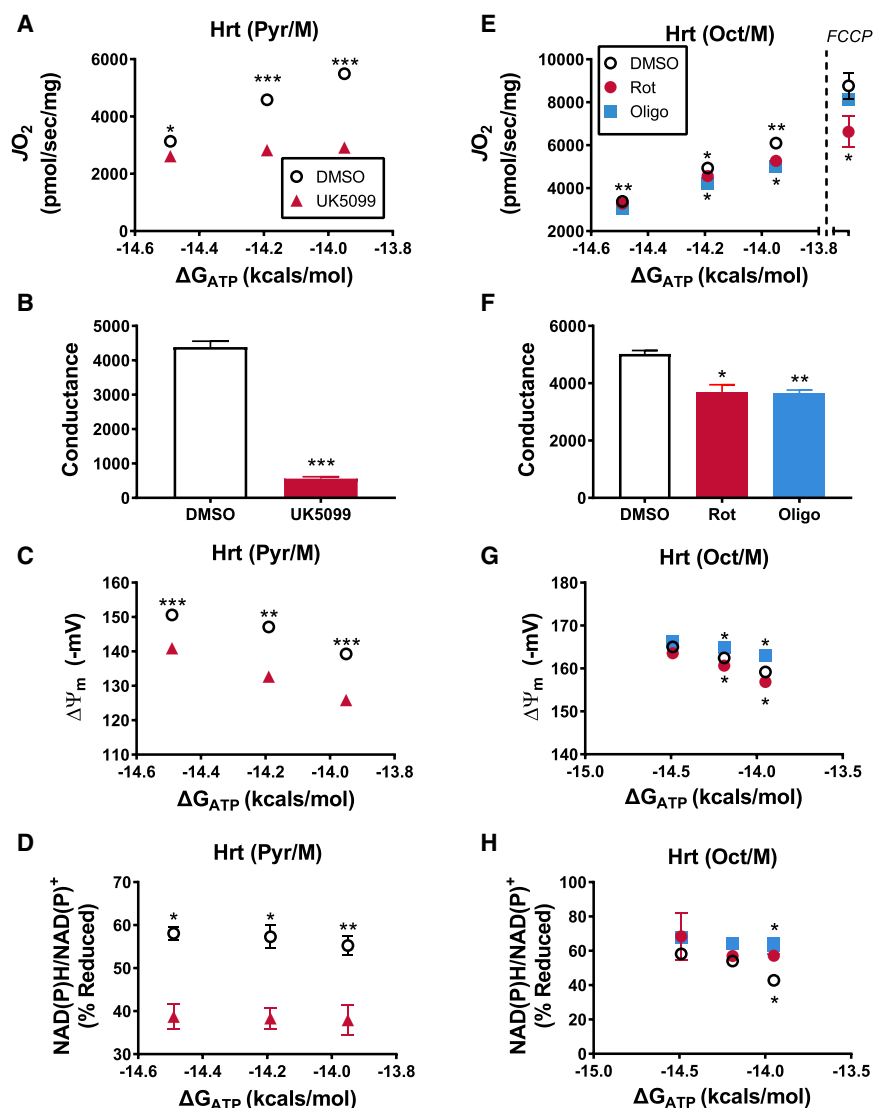 A
Hrt (Pyr/M)
JO2
(pmol/sec/mg)
6000
4000
2000
0
*
***
***
DMSO
UK5099
-14.6
-14.4
-14.2
-14.0
-13.8
ΔGATP (kcals/mol)
B
Conductance
5000
4000
3000
2000
1000
0
***
DMSO
UK5099
C
Hrt (Pyr/M)
ΔΨm (-mV)
160
150
140
130
120
110
***
**
***
-14.6
-14.4
-14.2
-14.0
-13.8
ΔGATP (kcals/mol)
D
Hrt (Pyr/M)
NAD(P)H/NAD(P)+
(% Reduced)
70
60
50
40
30
*
*
**
-14.6
-14.4
-14.2
-14.0
-13.8
ΔGATP (kcals/mol)
E
Hrt (Oct/M)
FCCP
JO2
(pmol/sec/mg)
10000
8000
6000
4000
2000
DMSO
Rot
Oligo
**
*
*
**
*
*
-14.6
-14.4
-14.2
-14.0
-13.8
ΔGATP (kcals/mol)
F
Conductance
6000
4000
2000
0
*
**
DMSO
Rot
Oligo
G
Hrt (Oct/M)
ΔΨm (-mV)
180
170
160
150
140
*
*
*
*
-15.0
-14.5
-14.0
-13.5
ΔGATP (kcals/mol)
H
Hrt (Oct/M)
NAD(P)H/NAD(P)+
(% Reduced)
100
80
60
40
20
0
*
*
-15.0
-14.5
-14.0
-13.5
ΔGATP (kcals/mol)